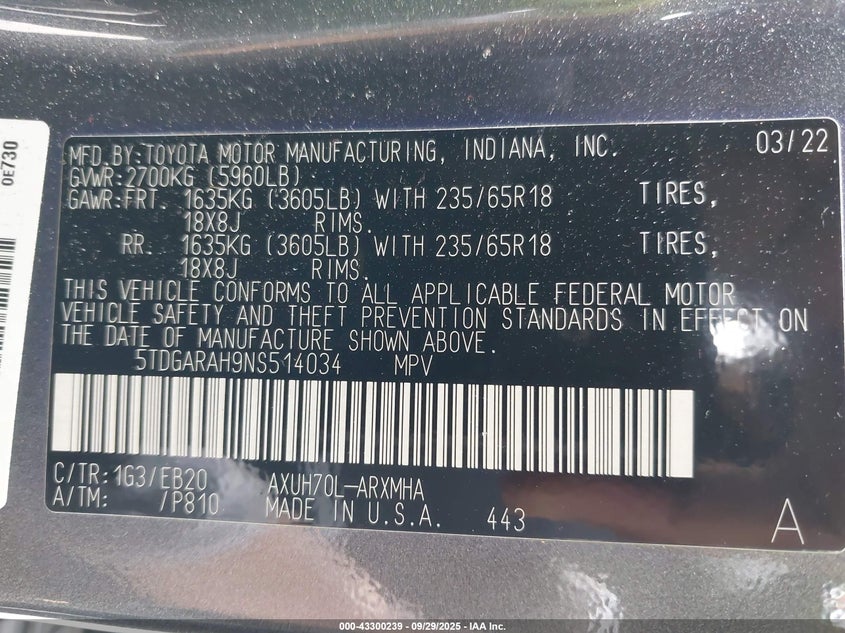 0E730
MFD.BY:TOYOTA MOTOR MANUFACTURING, INDIANA, INC. 03/22
GVWR:2700KG (5960LB)
GAWR:FRT. 1635KG (3605LB) WITH 235/65R18 TIRES,
18X8J RIMS.
RR. 1635KG (3605LB) WITH 235/65R18 TIRES,
18X8J RIMS.
THIS VEHICLE CONFORMS TO ALL APPLICABLE FEDERAL MOTOR
VEHICLE SAFETY AND THEFT PREVENTION STANDARDS IN EFFECT ON
THE DATE OF MANUFACTURE SHOWN ABOVE.
5TDGARAH9NS514034 MPV
C/TR:1G3/EB20 AXUH70L-ARXMHA
A/TM: /P810 MADE IN U.S.A. 443 A
000-43300239 - 09/29/2025 - IAA Inc.